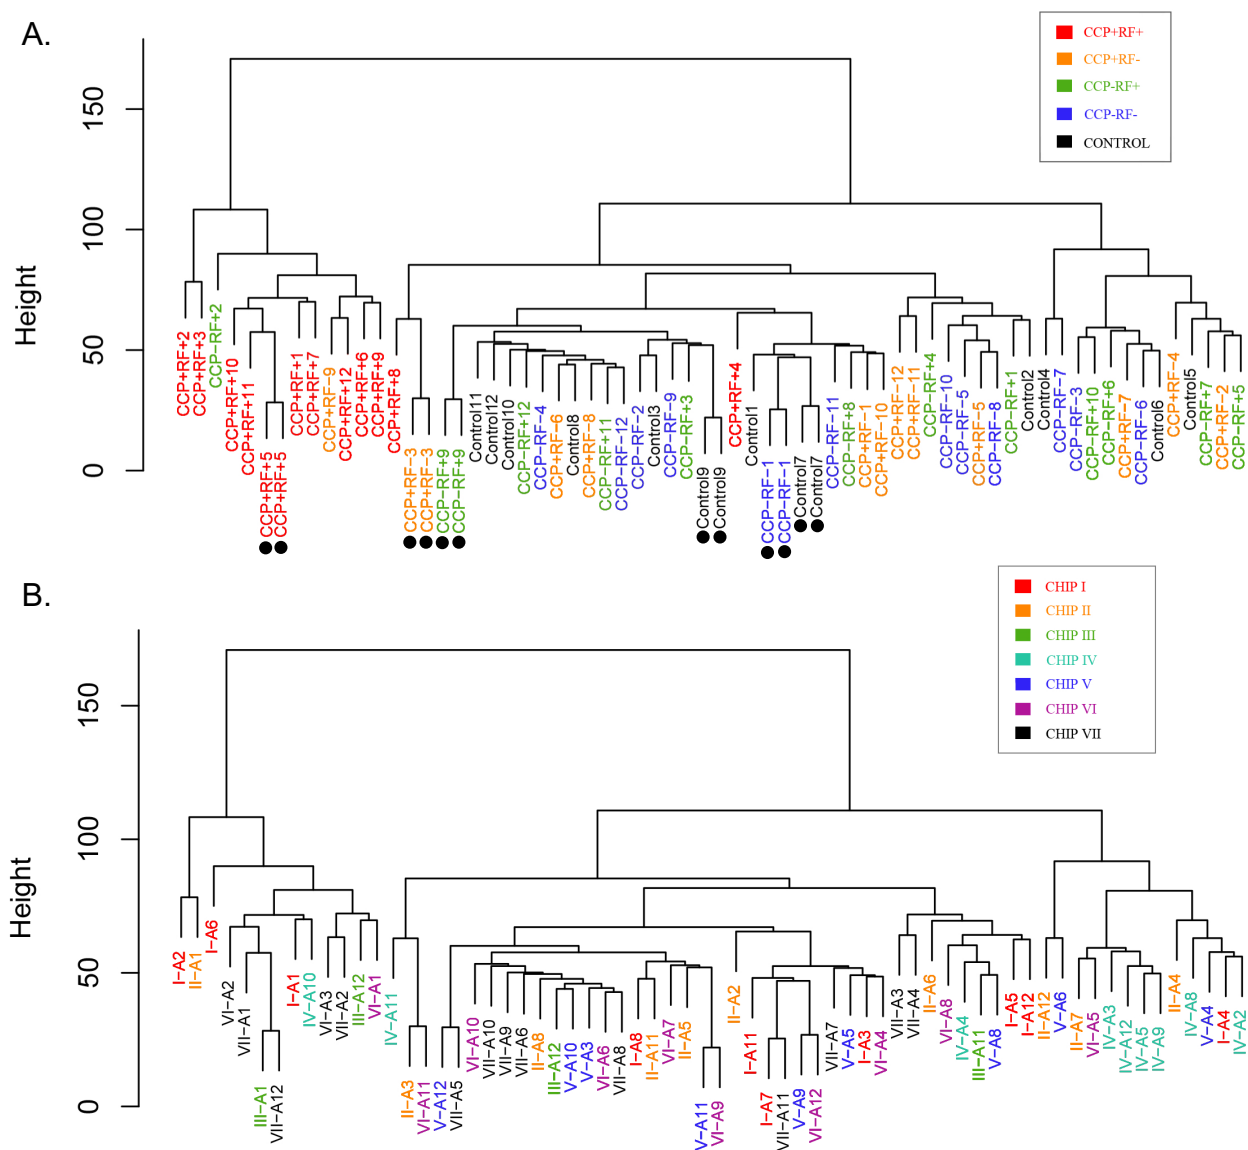 A.
CCP+RF+
CCP+RF-
CCP-RF+
CCP-RF-
CONTROL
Height
0
50
100
150
CCP+RF+2
CCP+RF+3
CCP−RF+2
CCP+RF+10
CCP+RF+11
CCP+RF+5
CCP+RF+5
CCP+RF+1
CCP+RF+7
CCP+RF−9
CCP+RF+12
CCP+RF+6
CCP+RF+9
CCP+RF+8
CCP+RF−3
CCP+RF−3
CCP−RF+9
CCP−RF+9
Control11
Control12
Control10
CCP−RF+12
CCP−RF−4
CCP+RF−6
Control8
CCP+RF−8
CCP−RF+11
CCP−RF−12
CCP−RF−2
Control3
CCP−RF−9
CCP−RF+3
Control9
Control9
CCP+RF+4
Control1
CCP−RF−1
CCP−RF−1
Control7
Control7
CCP−RF−11
CCP−RF+8
CCP+RF−1
CCP+RF−10
CCP+RF−12
CCP+RF−11
CCP−RF+4
CCP−RF−10
CCP−RF−5
CCP+RF−5
CCP−RF−8
CCP−RF+1
Control2
Control4
CCP−RF−7
CCP−RF−3
CCP−RF+10
CCP−RF+6
CCP+RF−7
CCP−RF−6
Control6
CCP+RF−4
Control5
CCP−RF+7
CCP+RF−2
CCP−RF+5
B.
CHIP I
CHIP II
CHIP III
CHIP IV
CHIP V
CHIP VI
CHIP VII
Height
0
50
100
150
I−A2
II−A1
I−A6
VI−A2
VII−A1
III−A1
VII−A12
I−A1
IV−A10
VI−A3
VII−A2
III−A12
VI−A1
IV−A11
II−A3
VI−A11
V−A12
VII−A5
VI−A10
VII−A10
VII−A9
VII−A6
II−A8
III−A12
V−A10
V−A3
VI−A6
VII−A8
I−A8
II−A11
VI−A7
II−A5
V−A11
VI−A9
II−A2
I−A11
I−A7
VII−A11
V−A9
VI−A12
VII−A7
V−A5
I−A3
VI−A4
VII−A3
VII−A4
II−A6
VI−A8
IV−A4
III−A11
V−A8
I−A5
I−A12
II−A12
V−A6
II−A7
VI−A5
IV−A3
IV−A12
IV−A5
IV−A9
II−A4
IV−A8
V−A4
I−A4
IV−A2